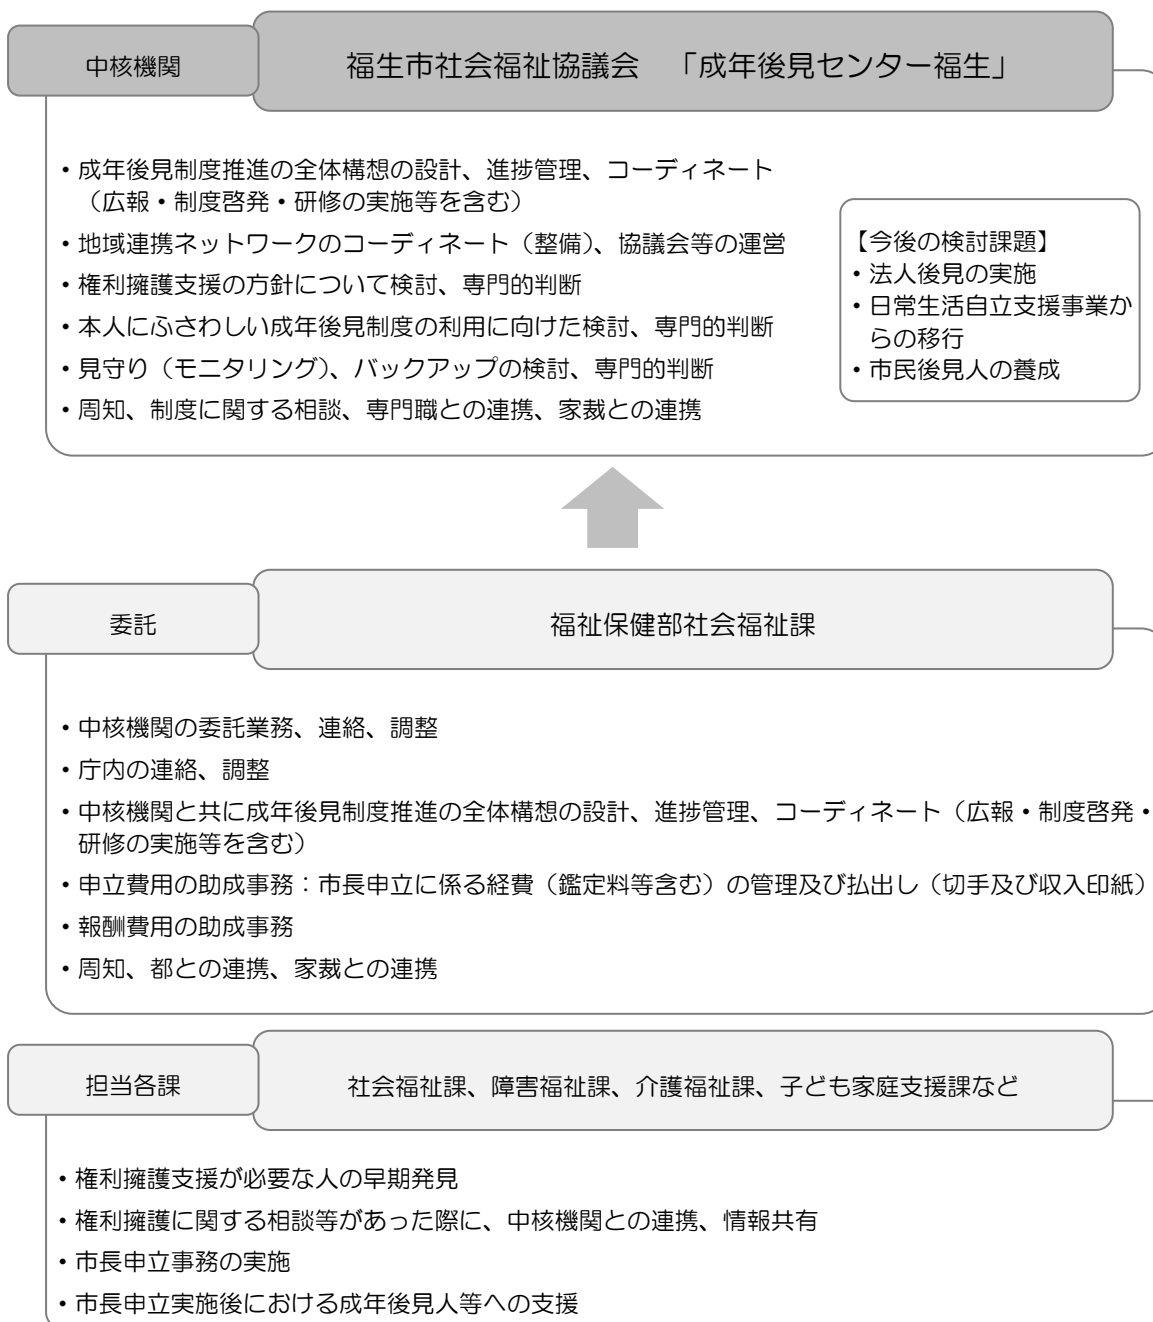 中核機関
福生市社会福祉協議会　「成年後見センター福生」
・成年後見制度推進の全体構想の設計、進捗管理、コーディネート
（広報・制度啓発・研修の実施等を含む）
・地域連携ネットワークのコーディネート（整備）、協議会等の運営
・権利擁護支援の方針について検討、専門的判断
・本人にふさわしい成年後見制度の利用に向けた検討、専門的判断
・見守り（モニタリング）、バックアップの検討、専門的判断
・周知、制度に関する相談、専門職との連携、家裁との連携
【今後の検討課題】
・法人後見の実施
・日常生活自立支援事業か
らの移行
・市民後見人の養成
委託
福祉保健部社会福祉課
・中核機関の委託業務、連絡、調整
・庁内の連絡、調整
・中核機関と共に成年後見制度推進の全体構想の設計、進捗管理、コーディネート（広報・制度啓発・
研修の実施等を含む）
・申立費用の助成事務：市長申立に係る経費（鑑定料等含む）の管理及び払出し（切手及び収入印紙）
・報酬費用の助成事務
・周知、都との連携、家裁との連携
担当各課
社会福祉課、障害福祉課、介護福祉課、子ども家庭支援課など
・権利擁護支援が必要な人の早期発見
・権利擁護に関する相談等があった際に、中核機関との連携、情報共有
・市長申立事務の実施
・市長申立実施後における成年後見人等への支援